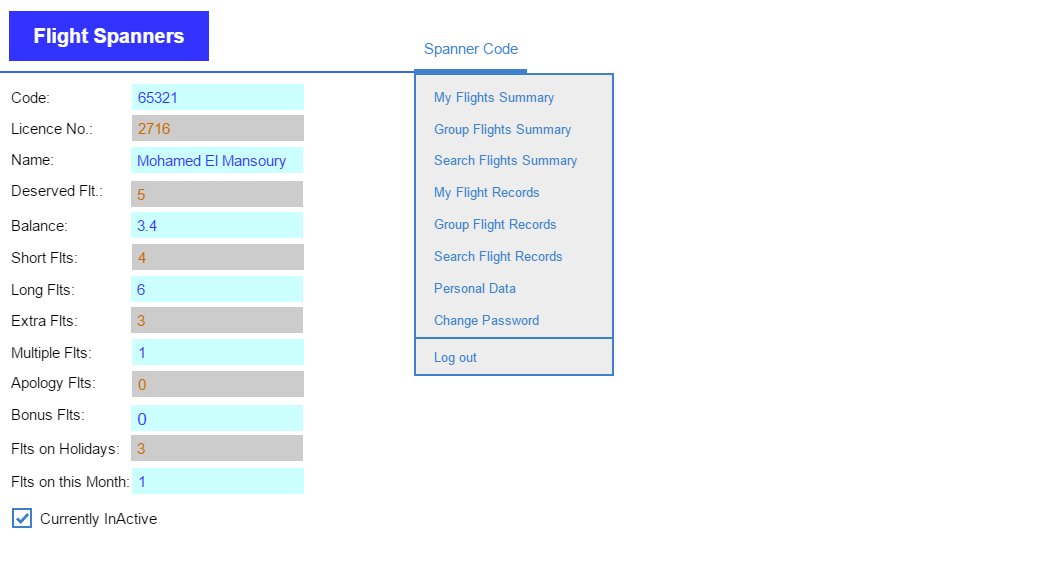 Flight Spanners
Spanner Code
Code: 65321
Licence No.: 2716
Name: Mohamed El Mansoury
Deserved Flt.: 5
Balance: 3.4
Short Flts: 4
Long Flts: 6
Extra Flts: 3
Multiple Flts: 1
Apology Flts: 0
Bonus Flts: 0
Flts on Holidays: 3
Flts on this Month: 1
Currently InActive
My Flights Summary
Group Flights Summary
Search Flights Summary
My Flight Records
Group Flight Records
Search Flight Records
Personal Data
Change Password
Log out